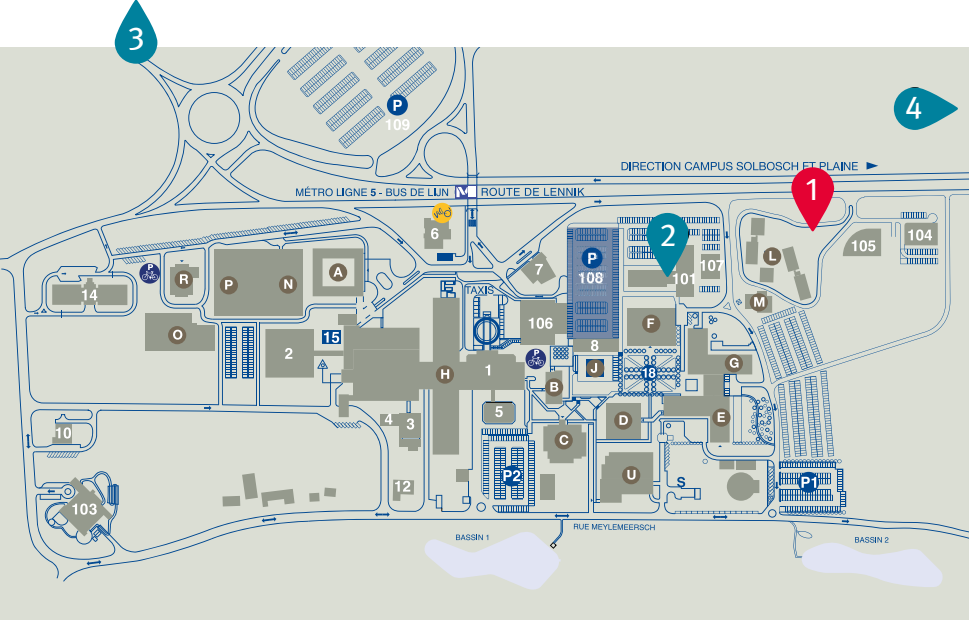 3
4
P
109
DIRECTION CAMPUS SOLBOSCH ET PLAINE
MÉTRO LIGNE 5 - BUS DE LIJN M ROUTE DE LENNIK
1
2
6
P
R
14
P
N
A
7
P
108
101
107
L
105
104
M
TAXIS
O
2
15
H
1
106
P
8
J
F
18
G
B
5
4
3
C
D
E
10
P2
U
S
P1
12
103
RUE MEYLEMEERSCH
BASSIN 1
BASSIN 2